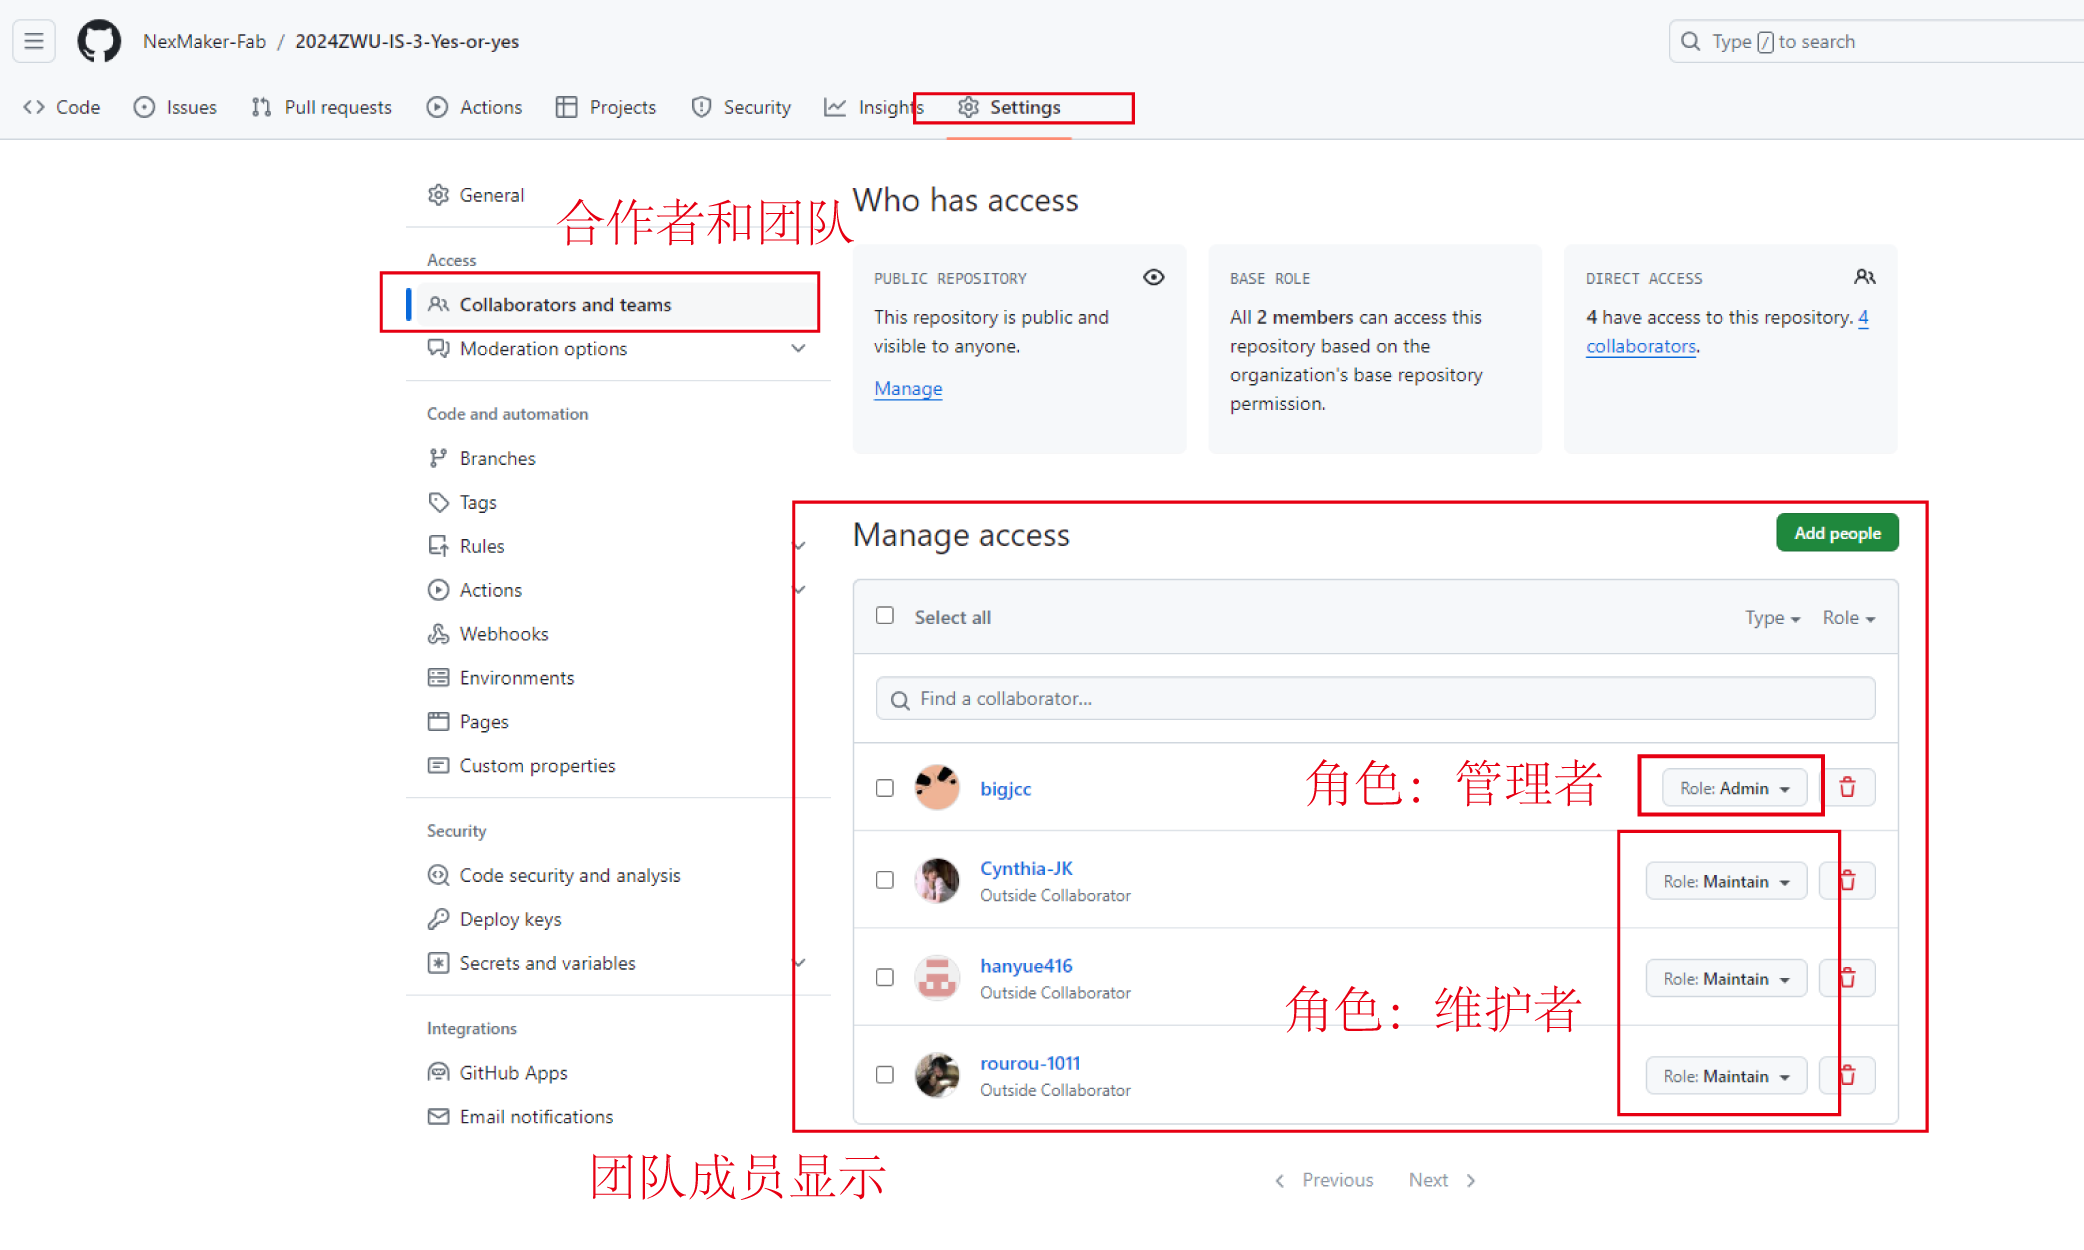 NexMaker-Fab / 2024ZWU-IS-3-Yes-or-yes
Type / to search
Code Issues Pull requests Actions Projects Security Insights Settings
General
合作者和团队
Access
Collaborators and teams
Moderation options
Code and automation
Branches
Tags
Rules
Actions
Webhooks
Environments
Pages
Custom properties
Security
Code security and analysis
Deploy keys
Secrets and variables
Integrations
GitHub Apps
Email notifications
团队成员显示
Who has access
PUBLIC REPOSITORY
This repository is public and
visible to anyone.
Manage
BASE ROLE
All 2 members can access this
repository based on the
organization's base repository
permission.
DIRECT ACCESS
4 have access to this repository. 4
collaborators.
Manage access
Add people
Select all Type Role
Find a collaborator...
bigjcc 角色：管理者 Role: Admin
Cynthia-JK
Outside Collaborator
Role: Maintain
hanyue416
Outside Collaborator
Role: Maintain
角色：维护者
rourou-1011
Outside Collaborator
Role: Maintain
Previous Next